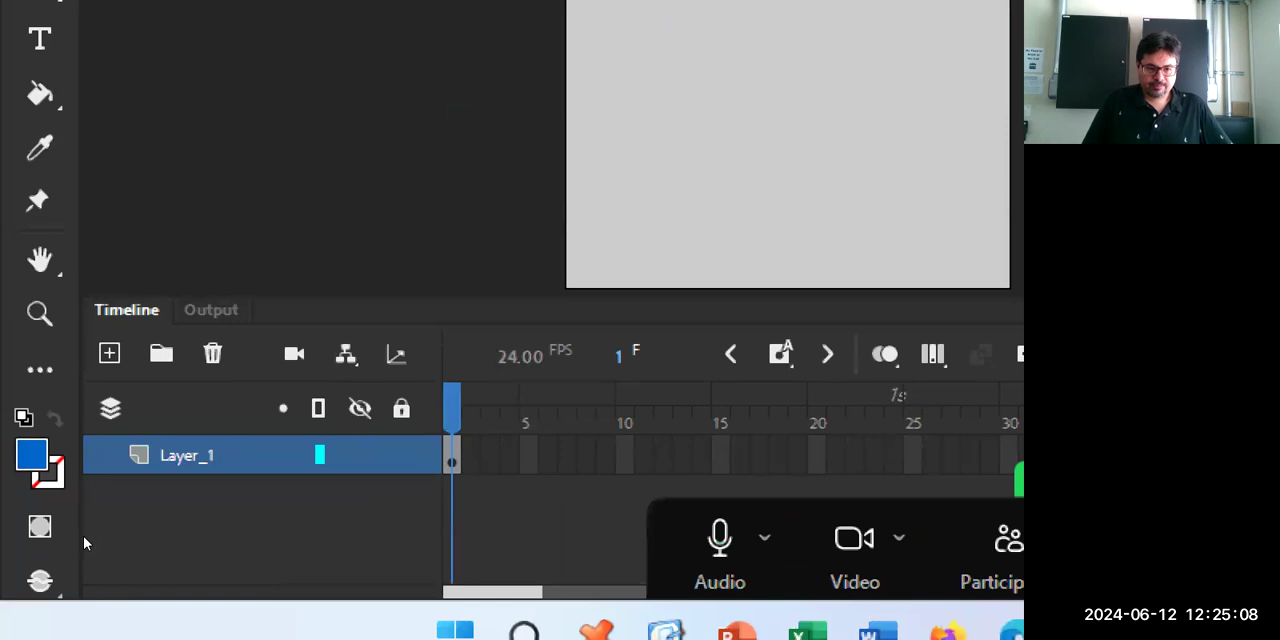 T
Timeline
Output
24.00 FPS
1 F
1s
5
10
15
20
25
30
Layer_1
Audio
Video
Particip
2024-06-12 12:25:08